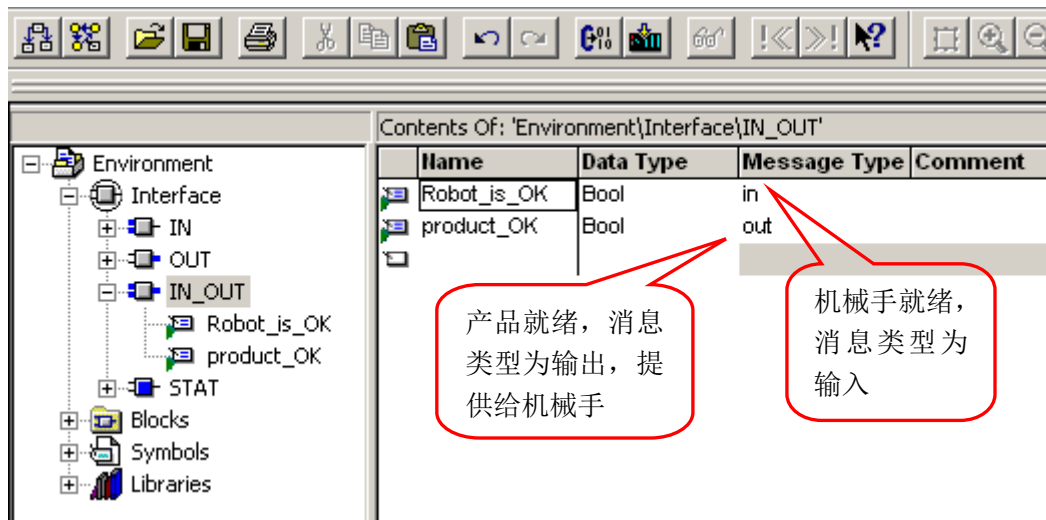 Contents Of: 'Environment\Interface\IN_OUT'
Name Data Type Message Type Comment
Robot_is_OK Bool in
product_OK Bool out
Environment
Interface
IN
OUT
IN_OUT
Robot_is_OK
product_OK
STAT
Blocks
Symbols
Libraries
产品就绪，消息
类型为输出，提
供给机械手
机械手就绪，
消息类型为
输入